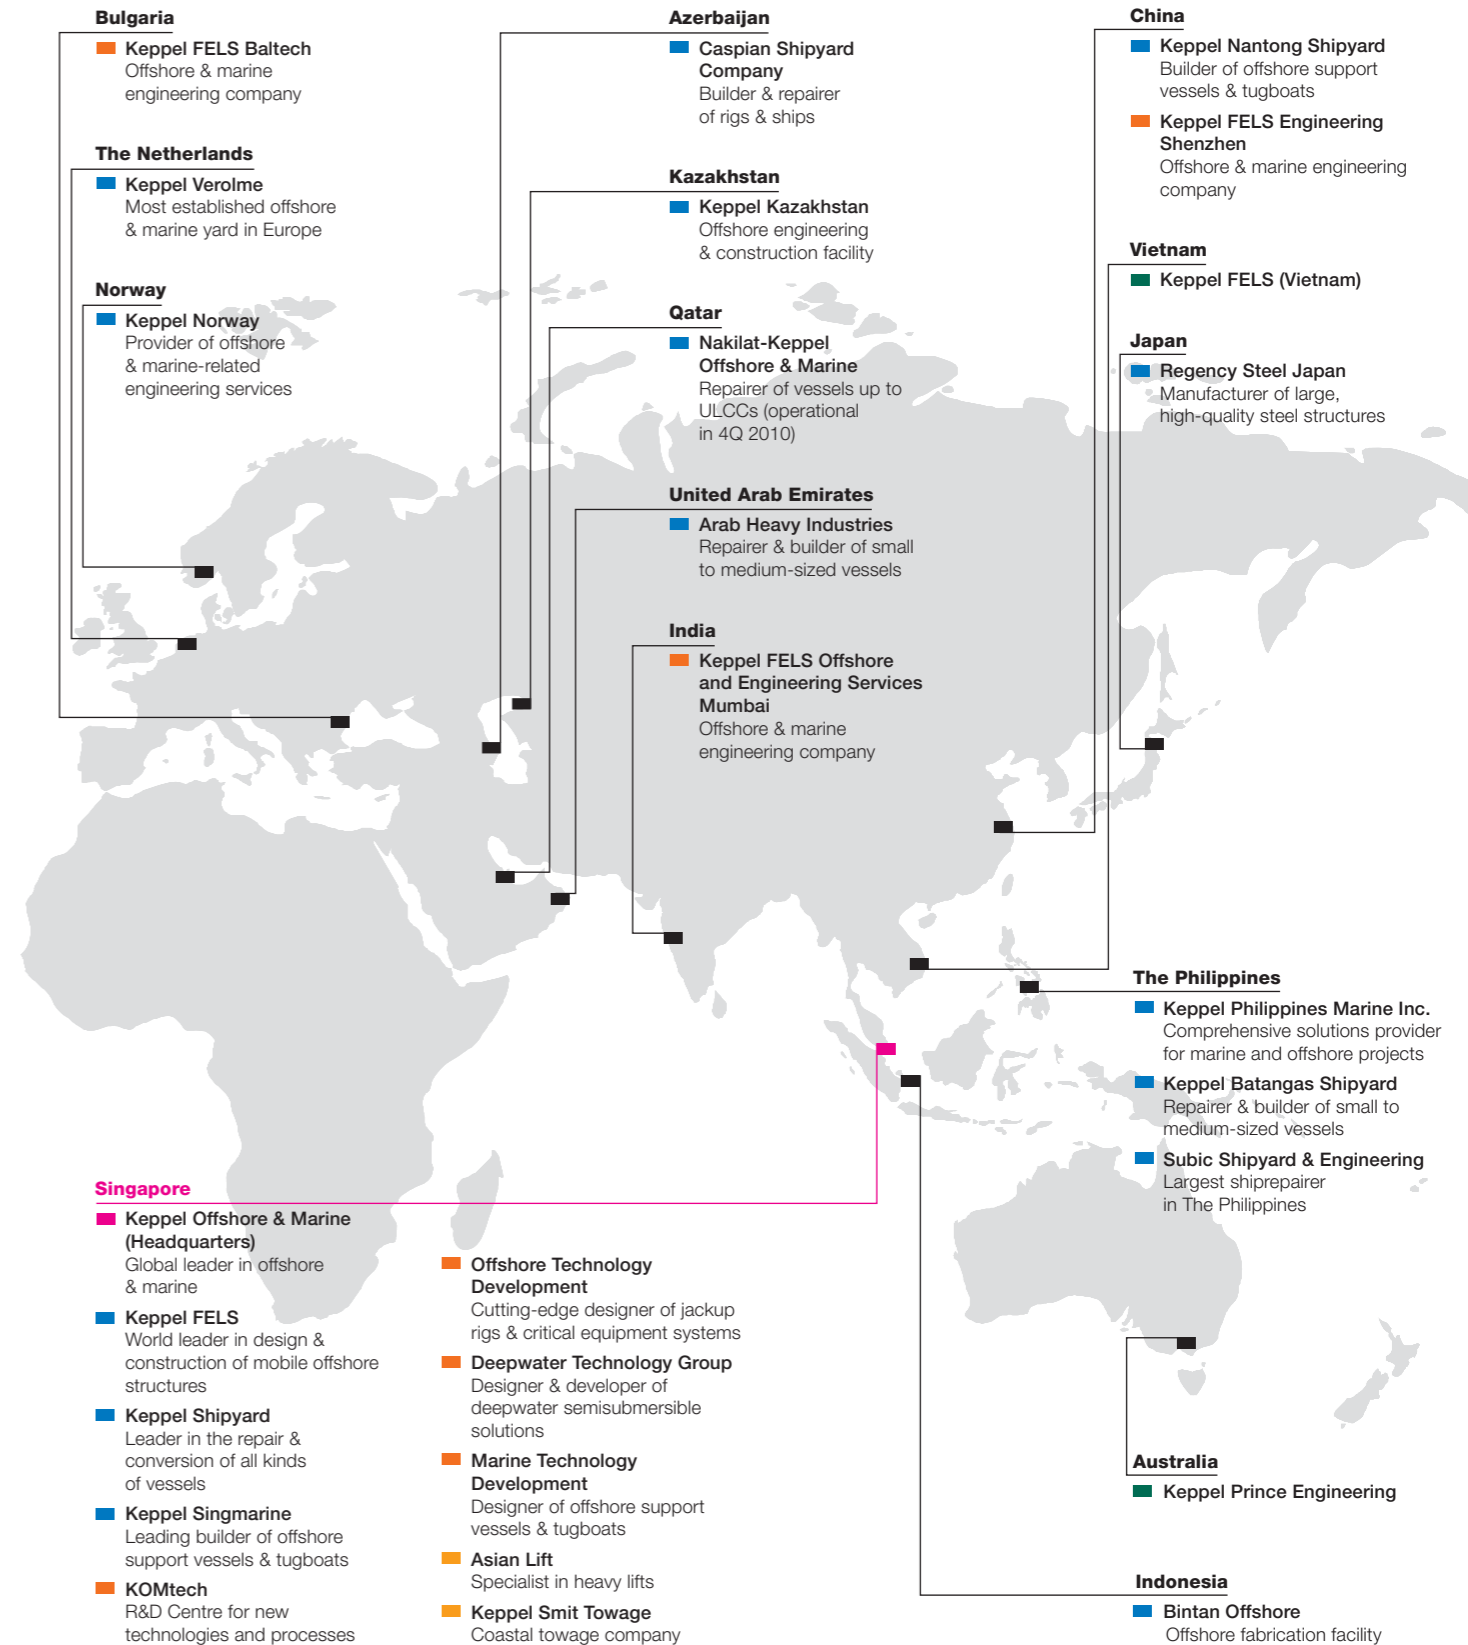 Bulgaria
Keppel FELS Baltech
Offshore & marine
engineering company
The Netherlands
Keppel Verolme
Most established offshore
& marine yard in Europe
Norway
Keppel Norway
Provider of offshore
& marine-related
engineering services
Azerbaijan
Caspian Shipyard
Company
Builder & repairer
of rigs & ships
Kazakhstan
Keppel Kazakhstan
Offshore engineering
& construction facility
Qatar
Nakilat-Keppel
Offshore & Marine
Repairer of vessels up to
ULCCs (operational
in 4Q 2010)
United Arab Emirates
Arab Heavy Industries
Repairer & builder of small
to medium-sized vessels
India
Keppel FELS Offshore
and Engineering Services
Mumbai
Offshore & marine
engineering company
China
Keppel Nantong Shipyard
Builder of offshore support
vessels & tugboats
Keppel FELS Engineering
Shenzhen
Offshore & marine engineering
company
Vietnam
Keppel FELS (Vietnam)
Japan
Regency Steel Japan
Manufacturer of large,
high-quality steel structures
The Philippines
Keppel Philippines Marine Inc.
Comprehensive solutions provider
for marine and offshore projects
Keppel Batangas Shipyard
Repairer & builder of small to
medium-sized vessels
Subic Shipyard & Engineering
Largest shiprepairer
in The Philippines
Singapore
Keppel Offshore & Marine
(Headquarters)
Global leader in offshore
& marine
Keppel FELS
World leader in design &
construction of mobile offshore
structures
Keppel Shipyard
Leader in the repair &
conversion of all kinds
of vessels
Keppel Singmarine
Leading builder of offshore
support vessels & tugboats
KOMtech
R&D Centre for new
technologies and processes
Offshore Technology
Development
Cutting-edge designer of jackup
rigs & critical equipment systems
Deepwater Technology Group
Designer & developer of
deepwater semisubmersible
solutions
Marine Technology
Development
Designer of offshore support
vessels & tugboats
Asian Lift
Specialist in heavy lifts
Keppel Smit Towage
Coastal towage company
Australia
Keppel Prince Engineering
Indonesia
Bintan Offshore
Offshore fabrication facility